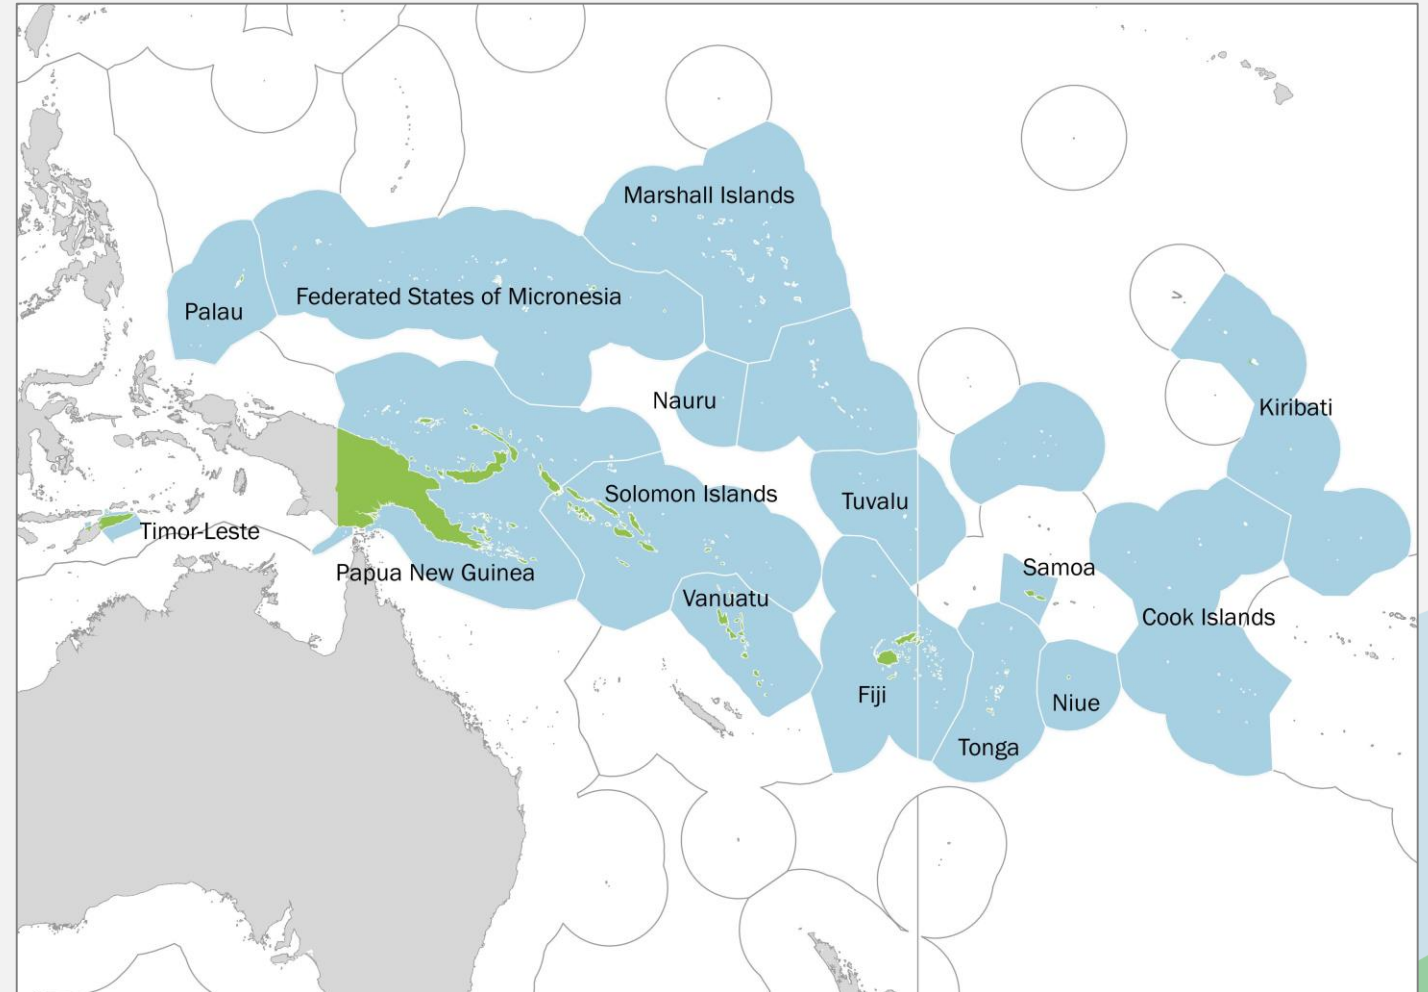 Marshall Islands
Palau
Federated States of Micronesia
Nauru
Kiribati
Solomon Islands
Tuvalu
Timor-Leste
Papua New Guinea
Samoa
Vanuatu
Cook Islands
Fiji
Niue
Tonga